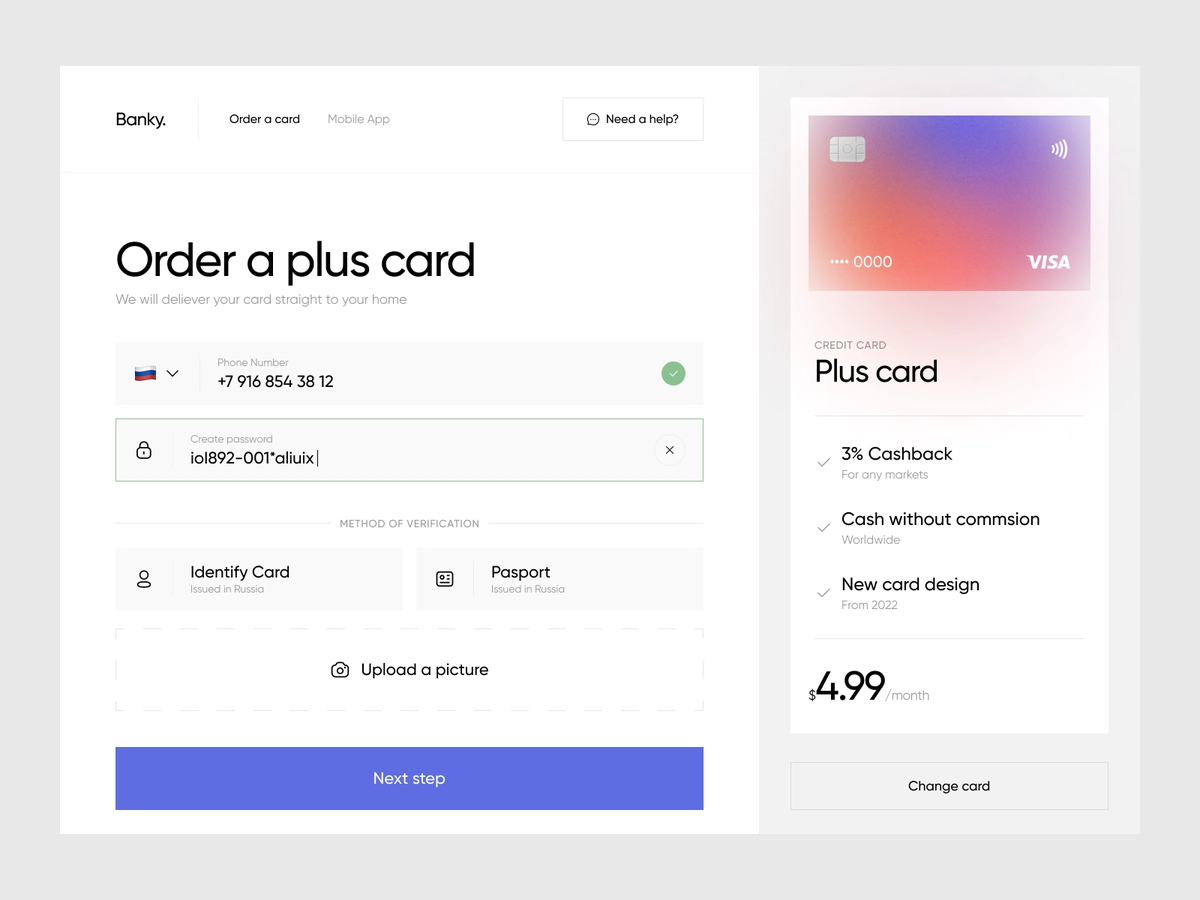 Banky.
Order a card
Mobile App
Need a help?
Order a plus card
We will deliever your card straight to your home
Phone Number
+7 916 854 38 12
Create password
iol892-001*aliuix
METHOD OF VERIFICATION
Identify Card
Issued in Russia
Pasport
Issued in Russia
Upload a picture
Next step
•••• 0000
VISA
CREDIT CARD
Plus card
3% Cashback
For any markets
Cash without commsion
Worldwide
New card design
From 2022
$4.99/month
Change card